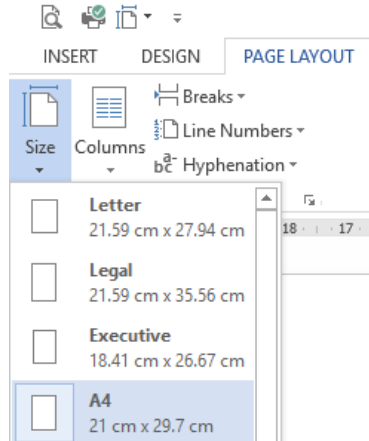 INSERT DESIGN PAGE LAYOUT
Breaks
Line Numbers
Size Columns
Hyphenation
Letter
21.59 cm x 27.94 cm
18 17
Legal
21.59 cm x 35.56 cm
Executive
18.41 cm x 26.67 cm
A4
21 cm x 29.7 cm